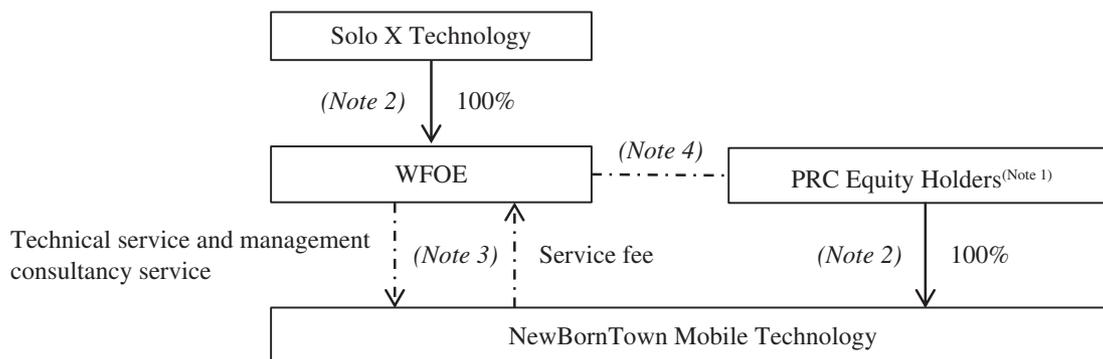 Solo X Technology
(Note 2) 100%
WFOE
(Note 4)
PRC Equity Holders(Note 1)
Technical service and management
consultancy service
(Note 3)
Service fee
(Note 2) 100%
NewBornTown Mobile Technology